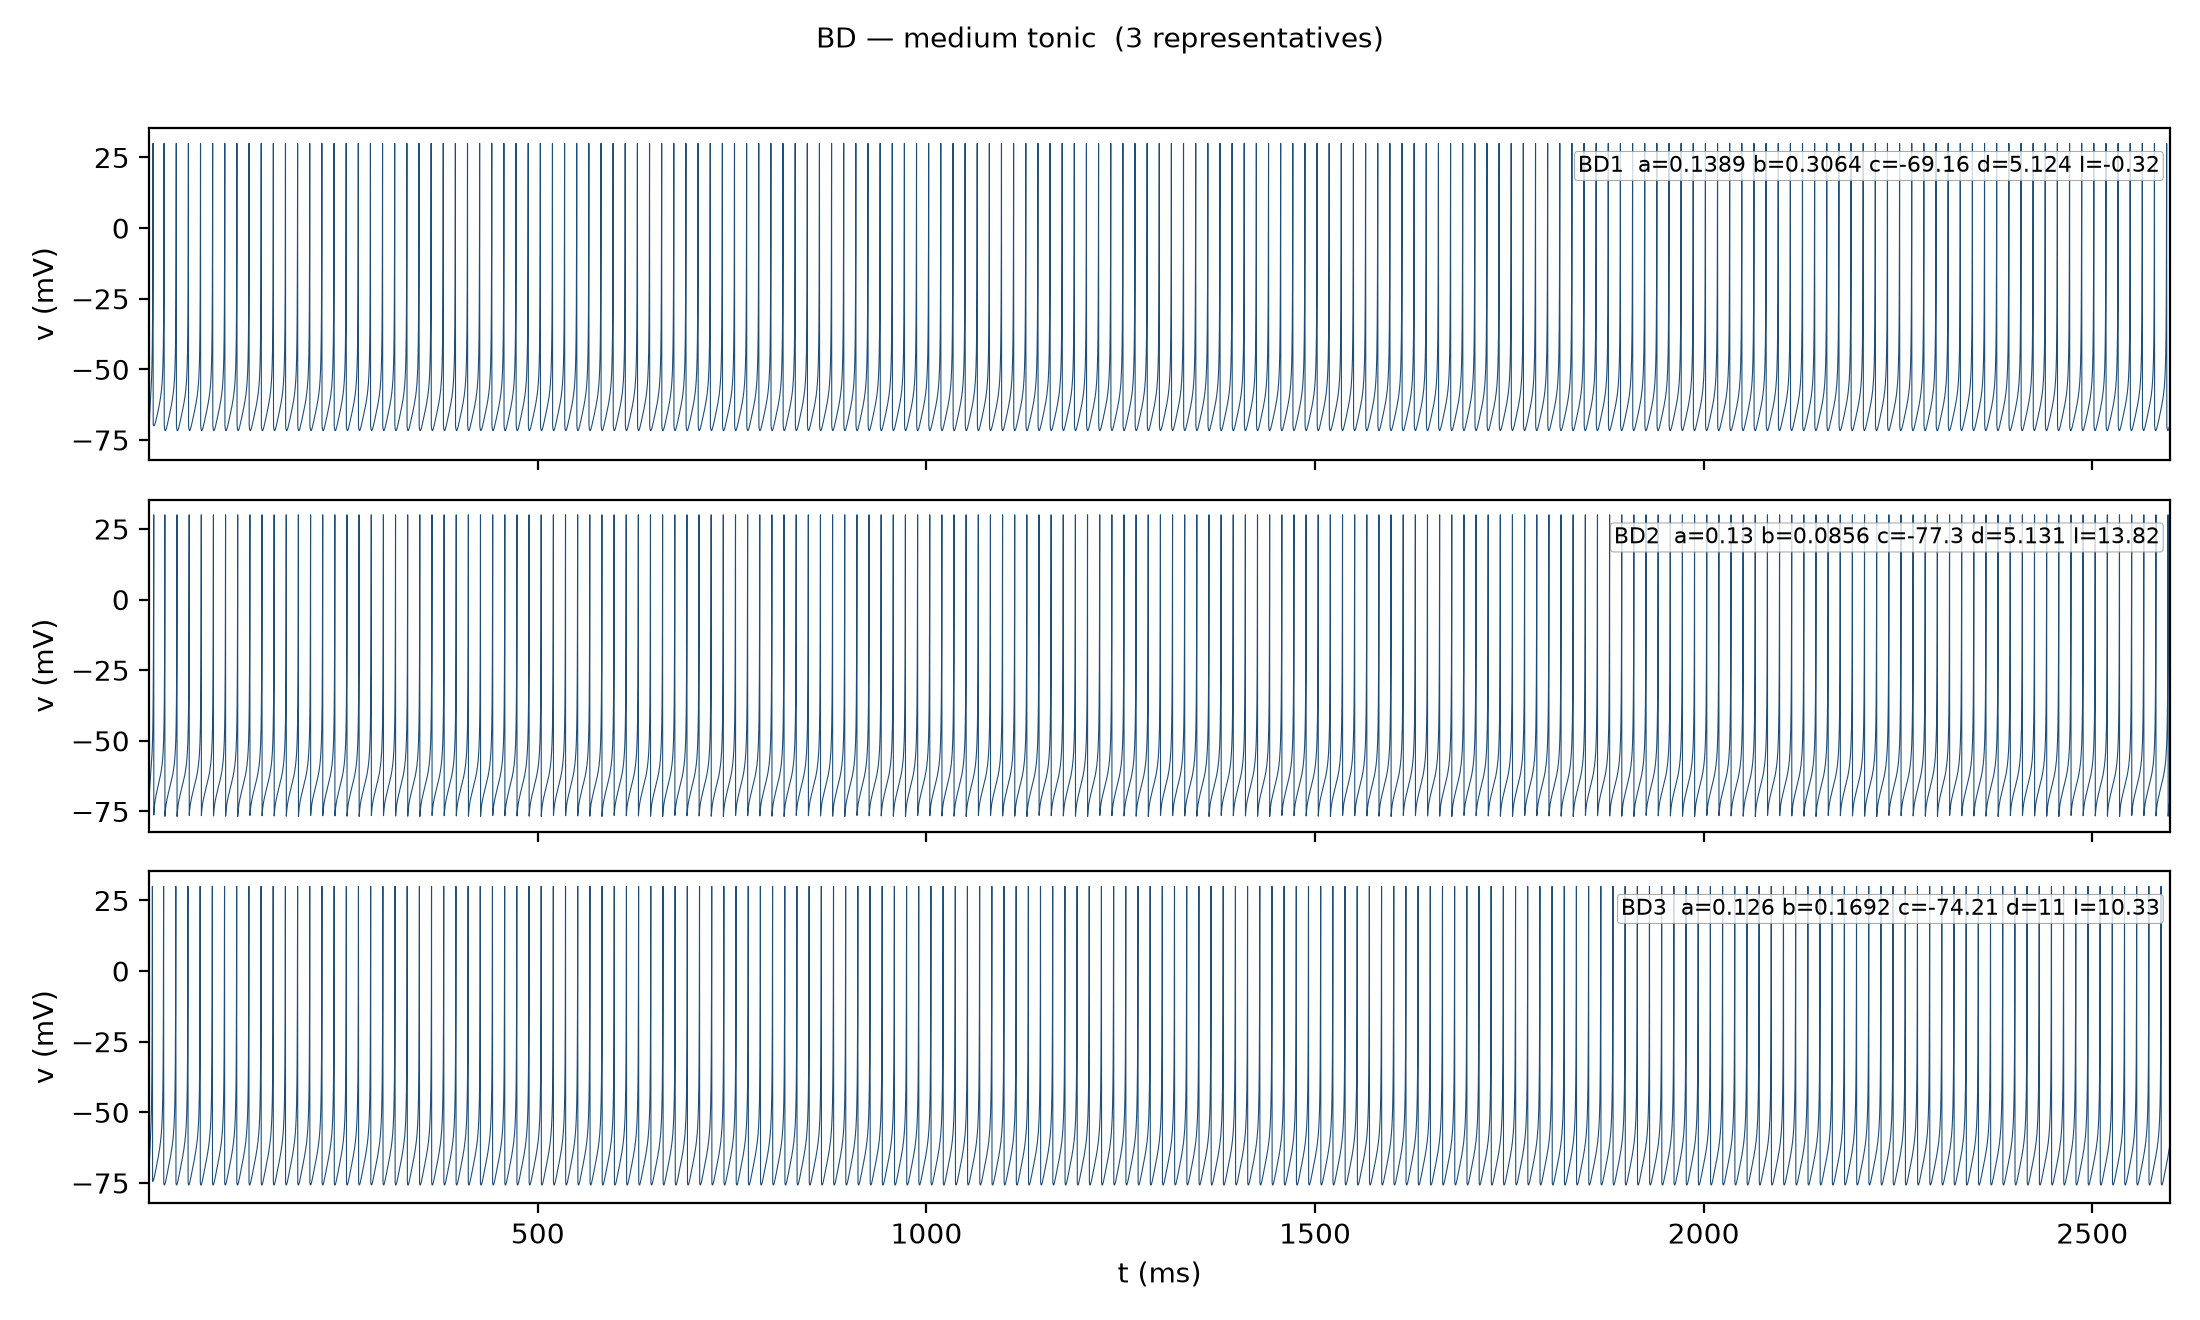 BD — medium tonic  (3 representatives)
25
0
−25
−50
−75
v (mV)
BD1  a=0.1389 b=0.3064 c=-69.16 d=5.124 I=-0.32
25
0
−25
−50
−75
v (mV)
BD2  a=0.13 b=0.0856 c=-77.3 d=5.131 I=13.82
25
0
−25
−50
−75
v (mV)
BD3  a=0.126 b=0.1692 c=-74.21 d=11 I=10.33
500 1000 1500 2000 2500
t (ms)